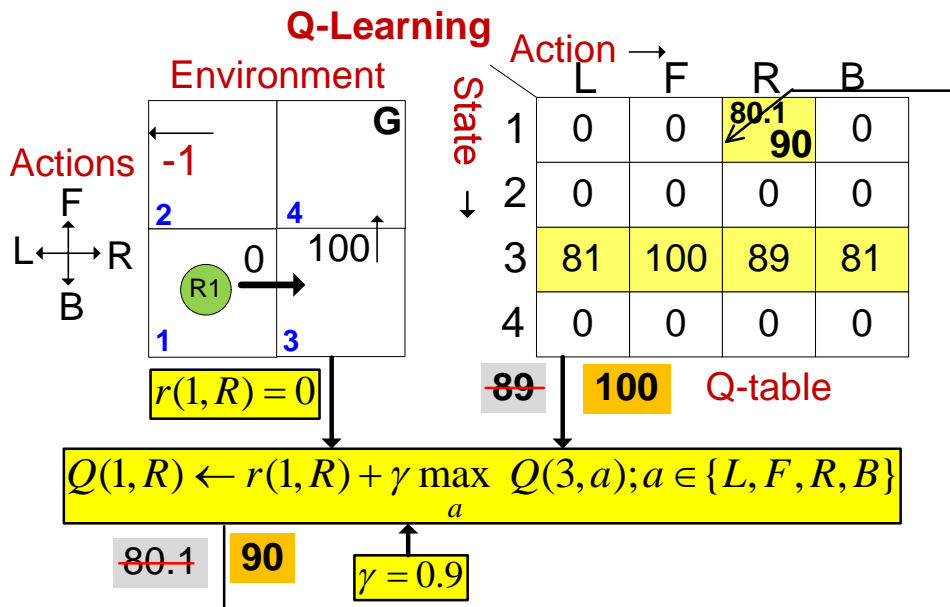 Q-Learning
Environment
Action
L F R B
State
1 0 0 80.1 90 0
2 0 0 0 0
3 81 100 89 81
4 0 0 0 0
Q-table
Actions
F
L R
B
-1
G
2
4
0
100
R1
1
3
r(1, R) = 0
89
100
Q(1, R) ← r(1, R) + γ max Q(3, a); a ∈ {L, F, R, B}
a
80.1
90
γ = 0.9